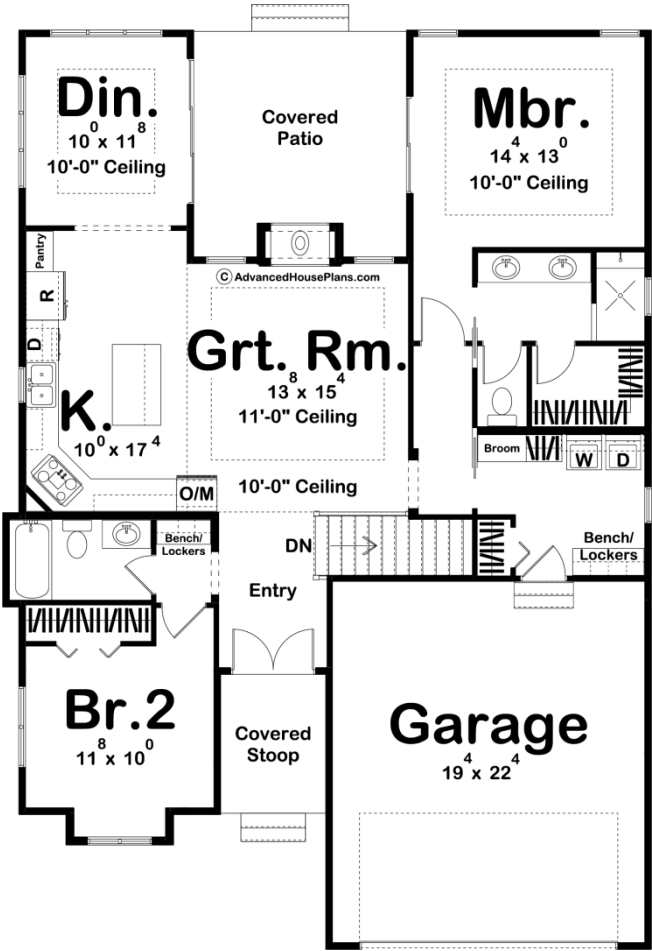 Din.
10⁰ x 11⁸
10'-0" Ceiling
Covered
Patio
Mbr.
14⁴ x 13⁰
10'-0" Ceiling
Pantry
R
D
© AdvancedHousePlans.com
Grt. Rm.
13⁸ x 15⁴
11'-0" Ceiling
K.
10⁰ x 17⁴
10'-0" Ceiling
O/M
Broom
W
D
Bench/
Lockers
DN
Bench/
Lockers
Entry
Br.2
11⁸ x 10⁰
Covered
Stoop
Garage
19⁴ x 22⁴